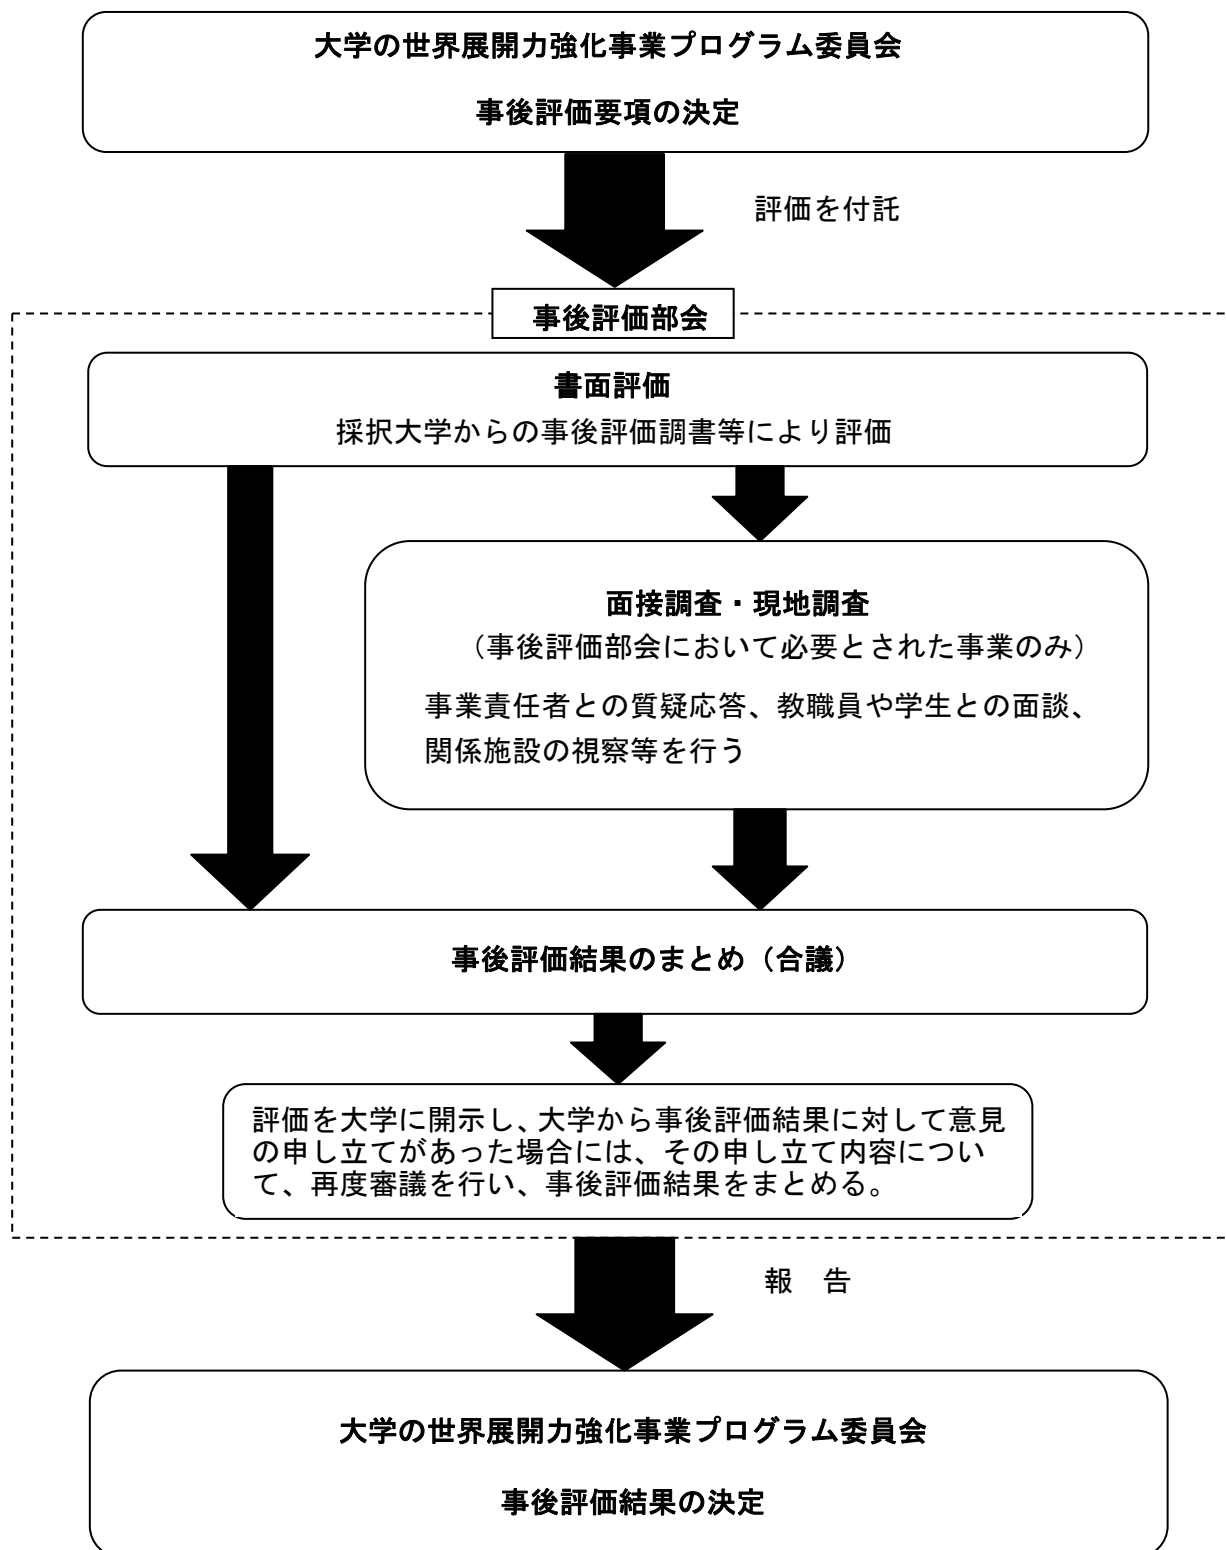 大学の世界展開力強化事業プログラム委員会
事後評価要項の決定
評価を付託
事後評価部会
書面評価
採択大学からの事後評価調書等により評価
面接調査・現地調査
（事後評価部会において必要とされた事業のみ）
事業責任者との質疑応答、教職員や学生との面談、
関係施設の視察等を行う
事後評価結果のまとめ（合議）
評価を大学に開示し、大学から事後評価結果に対して意見
の申し立てがあった場合には、その申し立て内容につい
て、再度審議を行い、事後評価結果をまとめる。
報　告
大学の世界展開力強化事業プログラム委員会
事後評価結果の決定